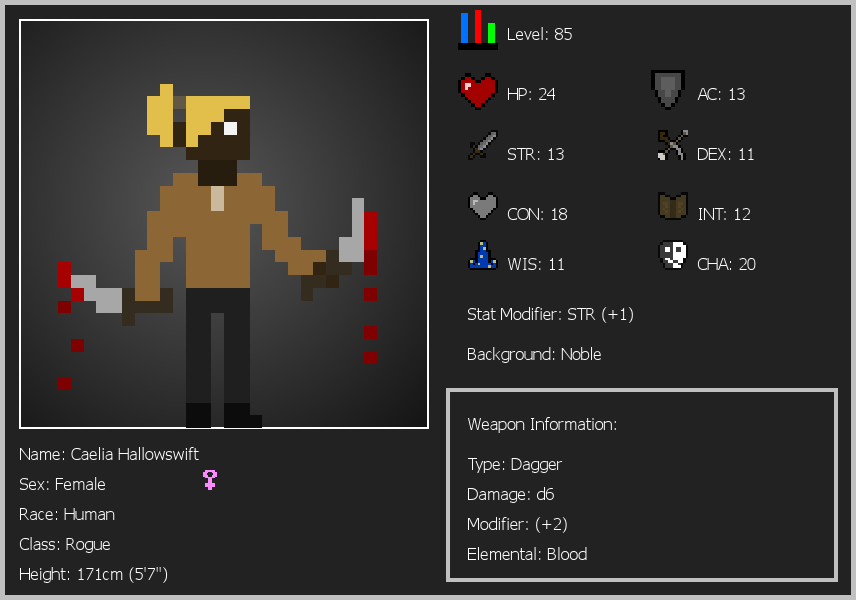 Level: 85
HP: 24
AC: 13
STR: 13
DEX: 11
CON: 18
INT: 12
WIS: 11
CHA: 20
Stat Modifier: STR (+1)
Background: Noble
Weapon Information:
Type: Dagger
Damage: d6
Modifier: (+2)
Elemental: Blood
Name: Caelia Hallowswift
Sex: Female
Race: Human
Class: Rogue
Height: 171cm (5'7")